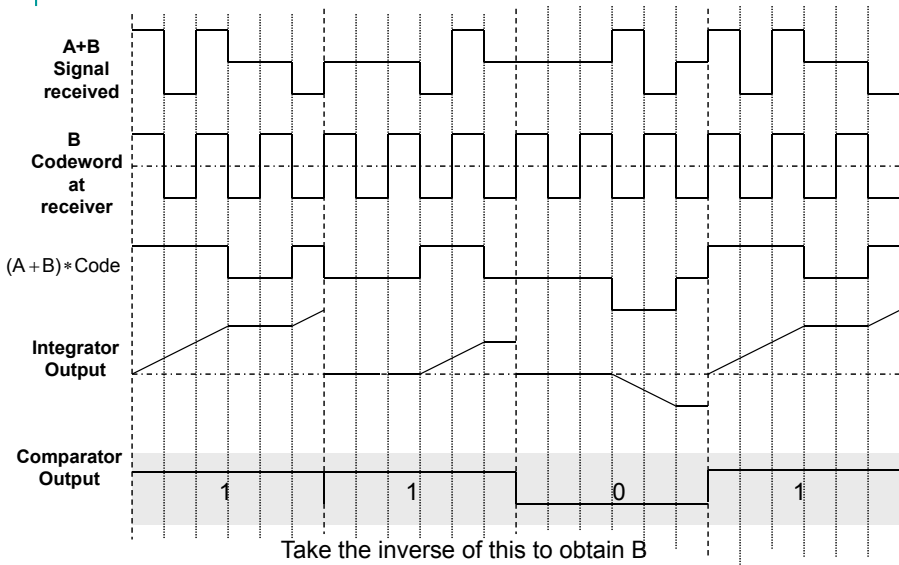 A+B
Signal
received
B
Codeword
at
receiver
(A+B)*Code
Integrator
Output
Comparator
Output
1
1
0
1
Take the inverse of this to obtain B